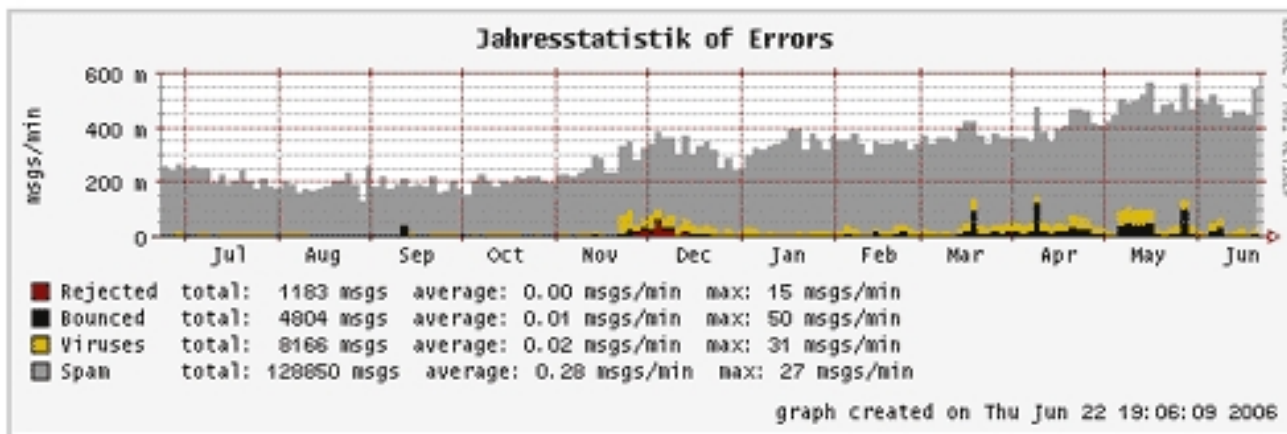 Jahresstatistik of Errors
msgs/min
600 m
400 m
200 m
0
Jul Aug Sep Oct Nov Dec Jan Feb Mar Apr May Jun
Rejected total: 1183 msgs average: 0.00 msgs/min max: 15 msgs/min
Bounced total: 4804 msgs average: 0.01 msgs/min max: 50 msgs/min
Viruses total: 8166 msgs average: 0.02 msgs/min max: 31 msgs/min
Spam total: 128850 msgs average: 0.28 msgs/min max: 27 msgs/min
graph created on Thu Jun 22 19:06:09 2006